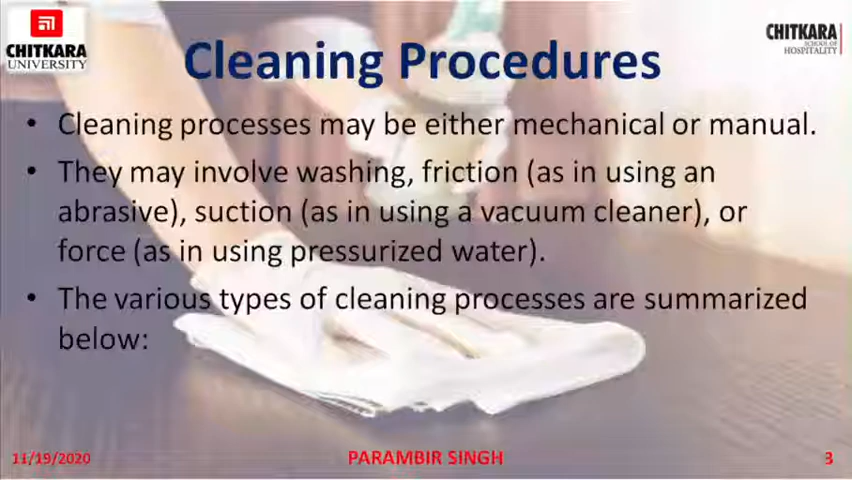 CHITKARA
UNIVERSITY
CHITKARA
SCHOOL OF
HOSPITALITY
Cleaning Procedures
• Cleaning processes may be either mechanical or manual.
• They may involve washing, friction (as in using an
abrasive), suction (as in using a vacuum cleaner), or
force (as in using pressurized water).
• The various types of cleaning processes are summarized
below:
11/19/2020
PARAMBIR SINGH
3